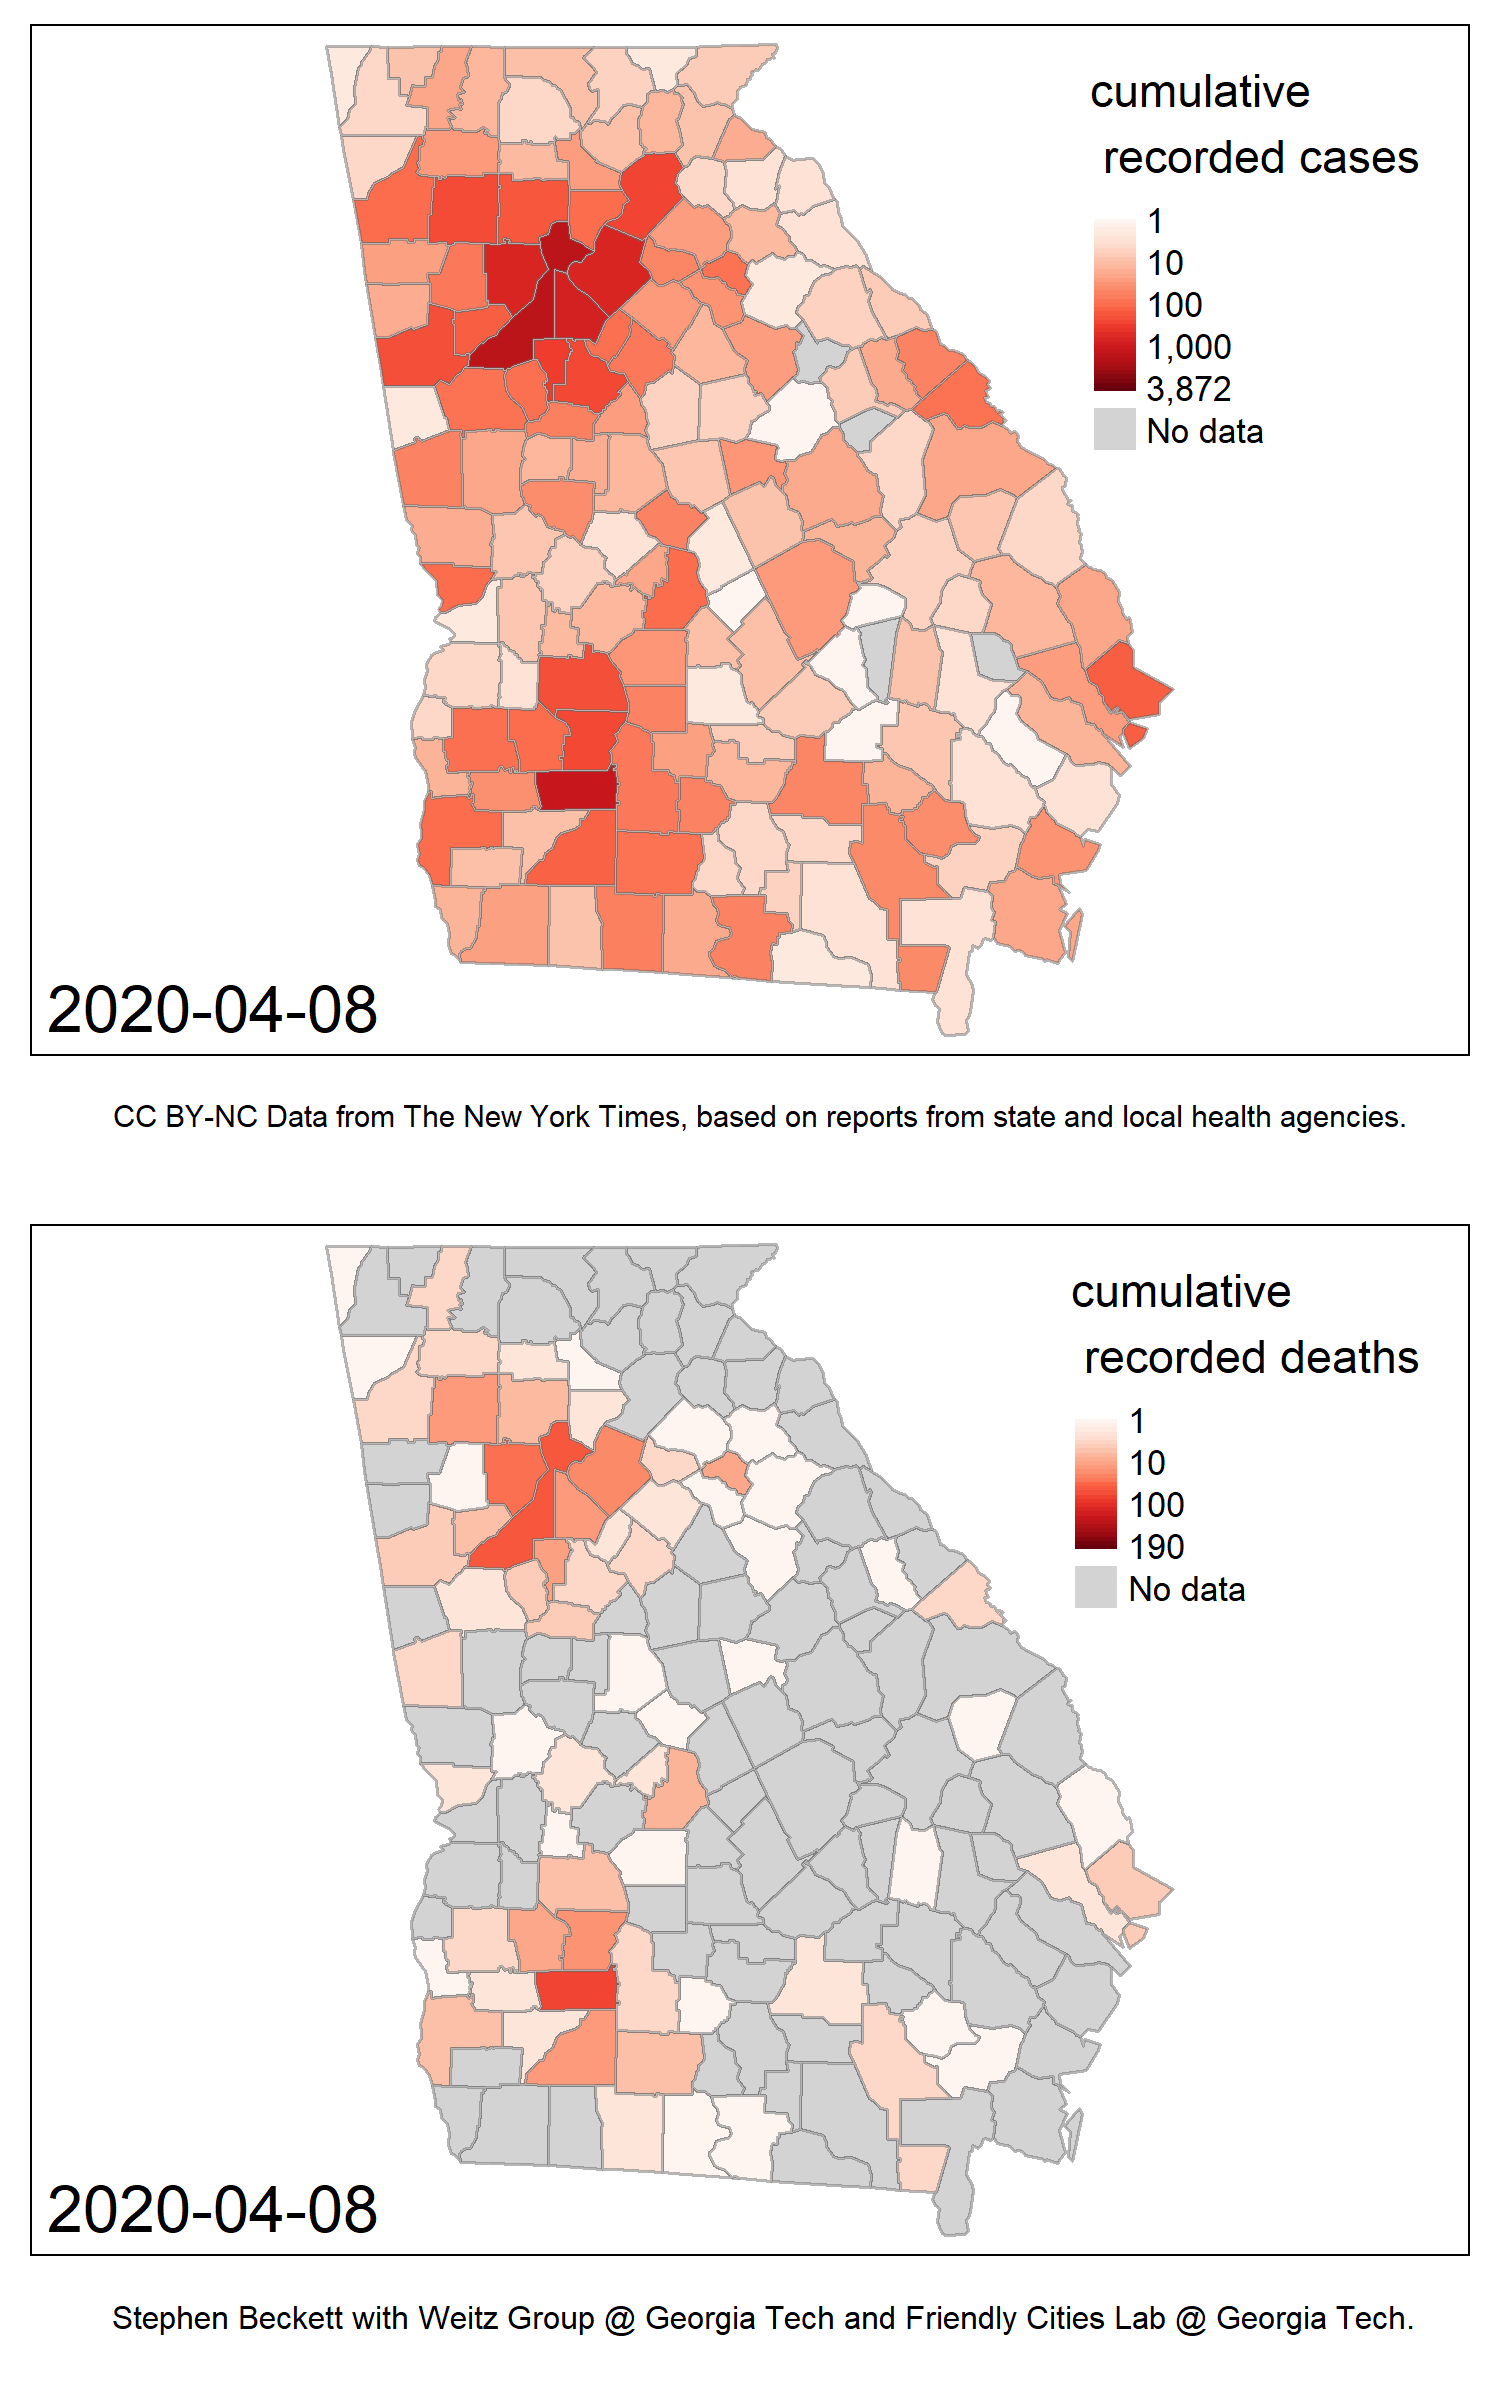 cumulative
recorded cases
1
10
100
1,000
3,872
No data
2020-04-08
CC BY-NC Data from The New York Times, based on reports from state and local health agencies.
cumulative
recorded deaths
1
10
100
190
No data
2020-04-08
Stephen Beckett with Weitz Group @ Georgia Tech and Friendly Cities Lab @ Georgia Tech.